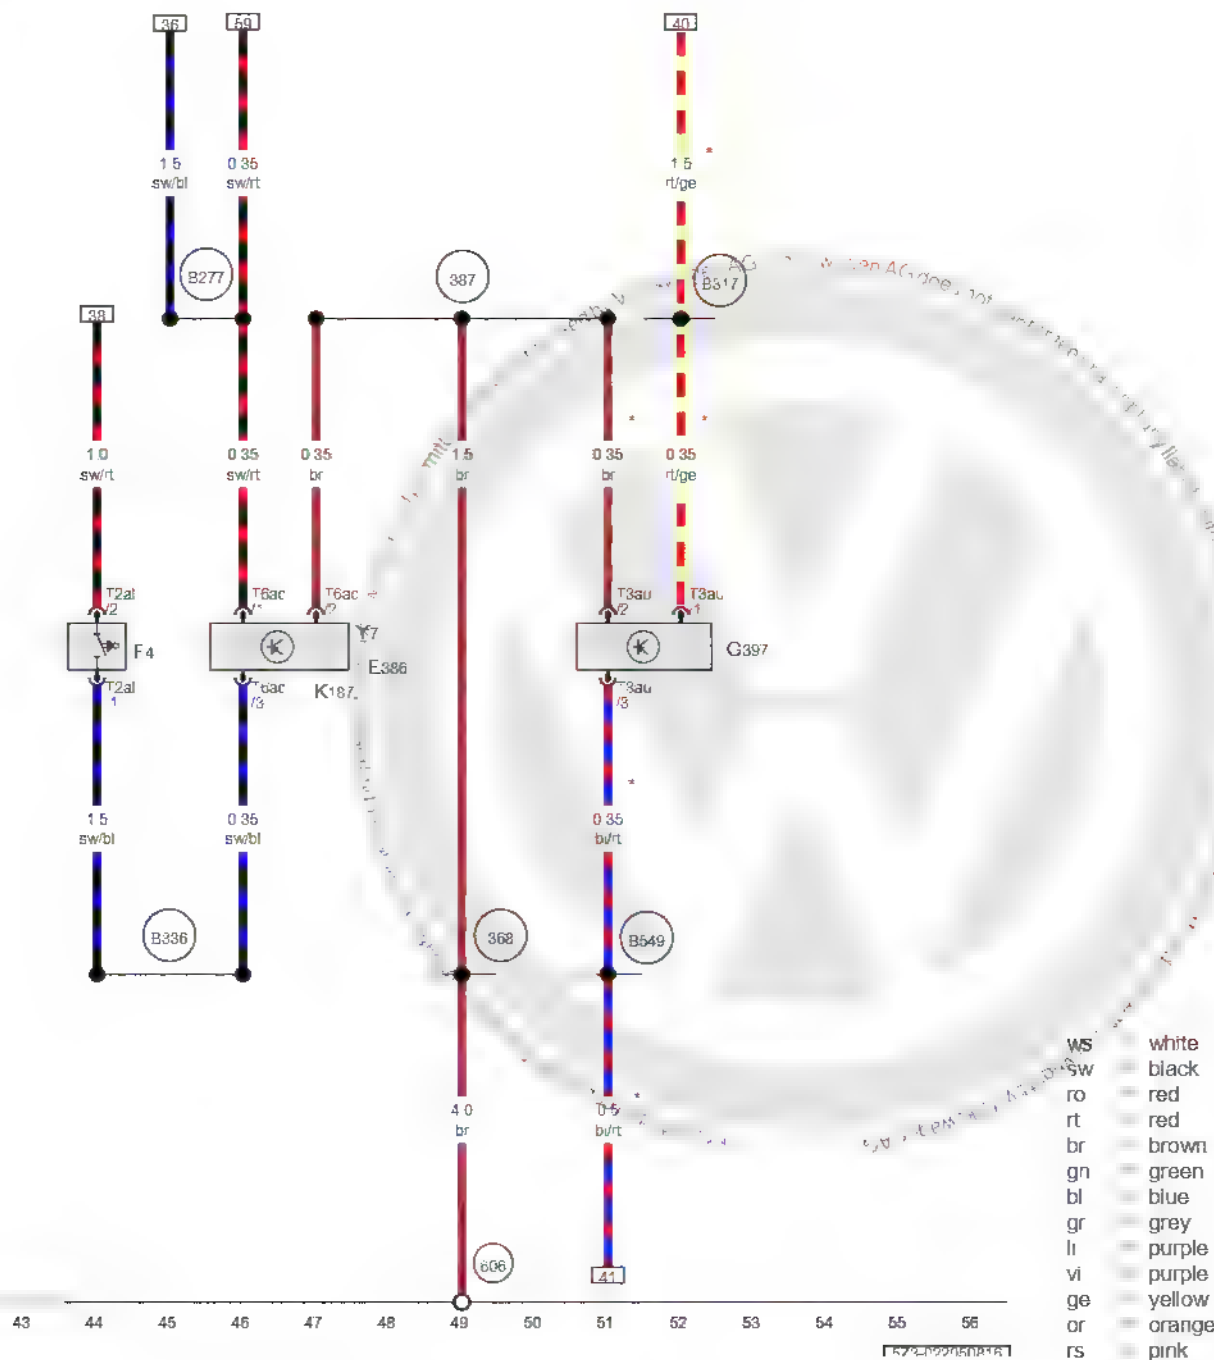 36
59
40
1.5
sw/bl
0.35
sw/rt
*
1.5
rt/ge
B277
387
B317
38
1.0
sw/rt
0.35
sw/rt
0.35
br
1.5
br
*
0.35
br
*
0.35
rt/ge
T2al
/2
T6ac
/1
T6ac
/2
T3au
/2
T3au
/1
F4
K
Y7
E386
K187
K
G397
T2al
1
T6ac
/3
T3au
/3
1.5
sw/bl
0.35
sw/bl
*
0.35
bl/rt
B336
368
B549
4.0
br
*
0.5
bl/rt
606
41
43 44 45 46 47 48 49 50 51 52 53 54 55 56
ws = white
sw = black
ro = red
rt = red
br = brown
gn = green
bl = blue
gr = grey
li = purple
vi = purple
ge = yellow
or = orange
rs = pink
573-022050816